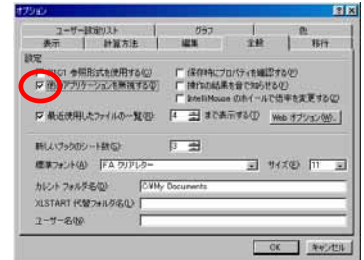 オプション
ユーザー設定リスト グラフ 色
表示 計算方法 編集 全般 移行
設定
R1C1 参照形式を使用する(C)
保存時にプロパティを確認する(P)
他のアプリケーションを無視する(I)
操作の結果を音で知らせる(F)
IntelliMouse のホイールで倍率を変更する(Z)
最近使用したファイルの一覧(R): 4 まで表示する(T) Web オプション(W)...
新しいブックのシート数(S): 3
標準フォント(A) FA クリアレター サイズ(E): 11
カレント フォルダ名(D): C:¥My Documents
XLSTART 代替フォルダ名(L)
ユーザー名(N):
OK キャンセル